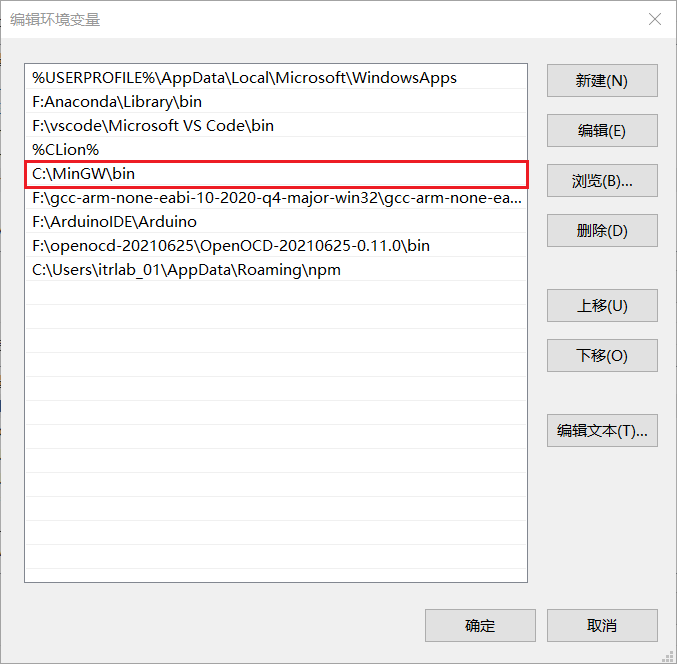 编辑环境变量
%USERPROFILE%\AppData\Local\Microsoft\WindowsApps
F:Anaconda\Library\bin
F:\vscode\Microsoft VS Code\bin
%CLion%
C:\MinGW\bin
F:\gcc-arm-none-eabi-10-2020-q4-major-win32\gcc-arm-none-ea...
F:\ArduinoIDE\Arduino
F:\openocd-20210625\OpenOCD-20210625-0.11.0\bin
C:\Users\itrlab_01\AppData\Roaming\npm
新建(N)
编辑(E)
浏览(B)...
删除(D)
上移(U)
下移(O)
编辑文本(T)...
确定
取消